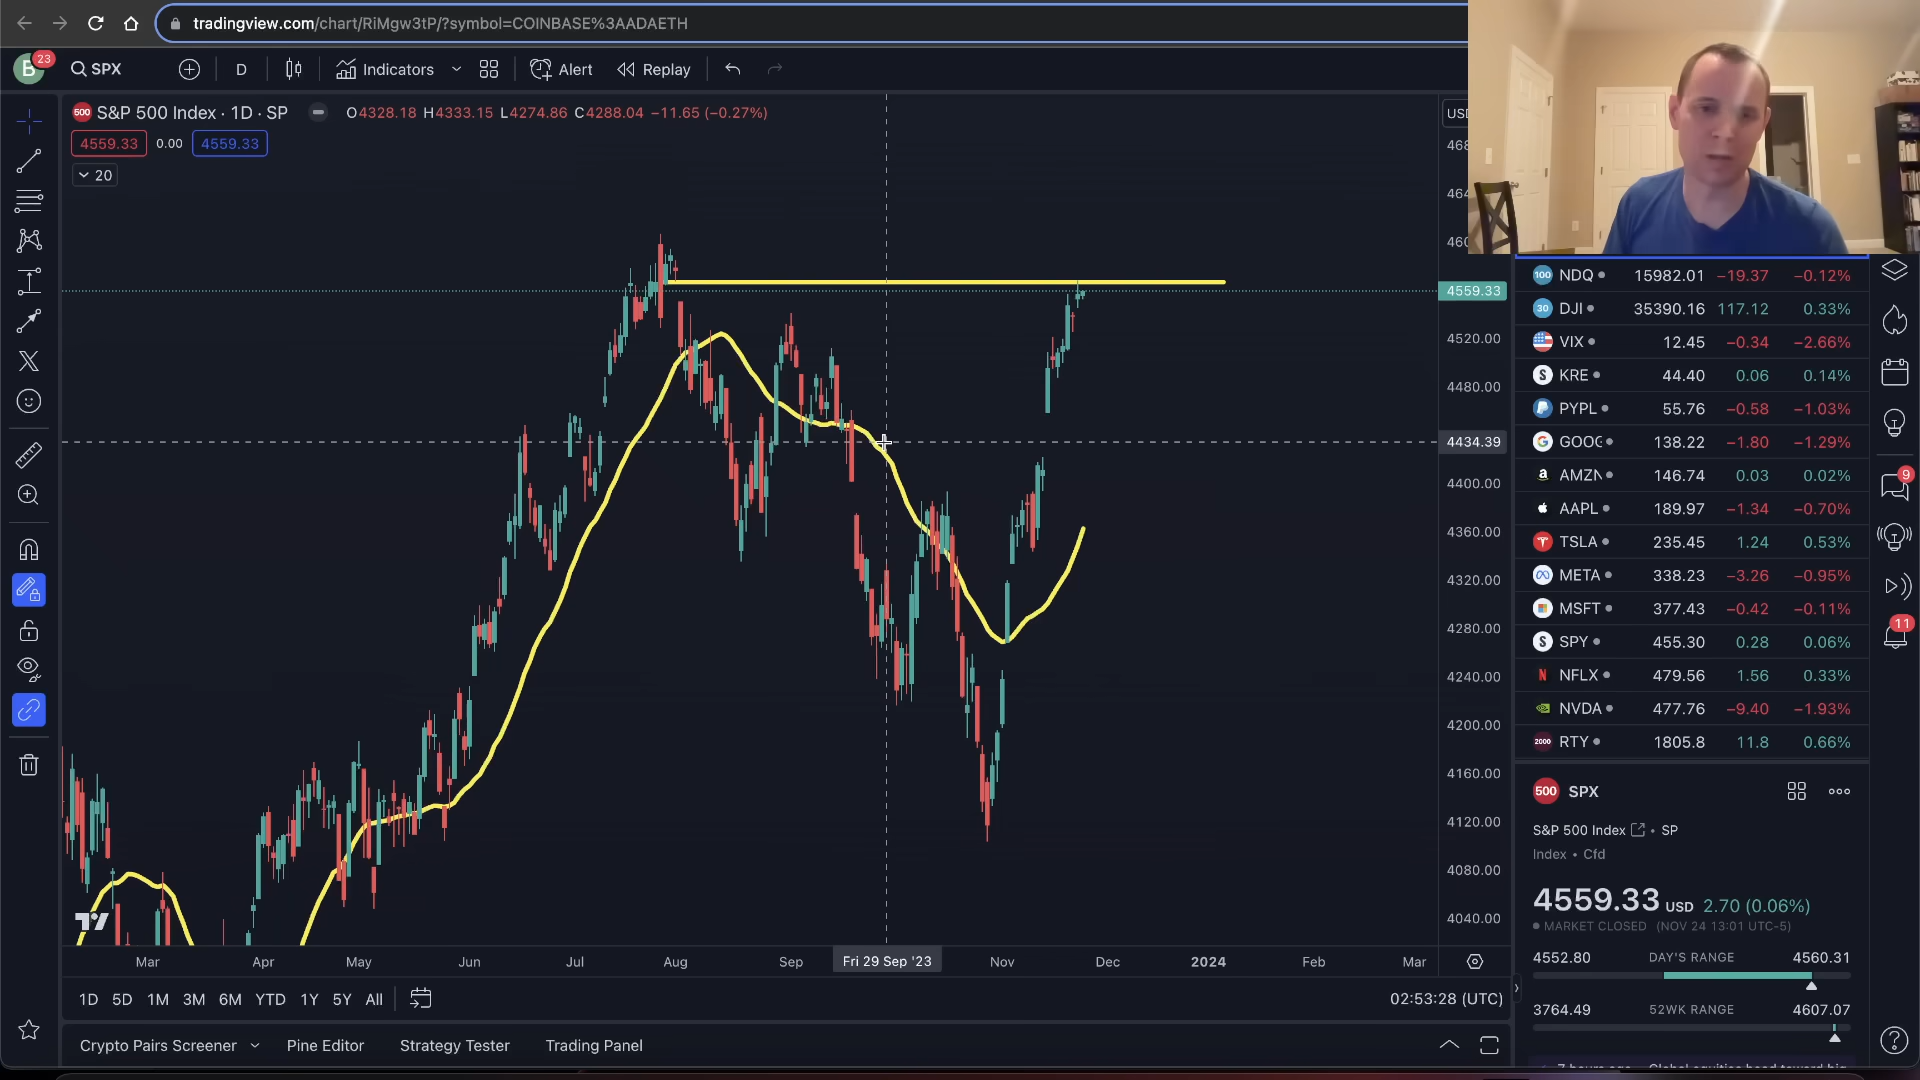 tradingview.com/chart/RiMgw3tP/?symbol=COINBASE%3AADAETH
B 23 SPX D Indicators Alert Replay
500 S&P 500 Index · 1D · SP O4328.18 H4333.15 L4274.86 C4288.04 −11.65 (−0.27%)
4559.33 0.00 4559.33
20
USD
4559.33
4520.00
4480.00
4434.39
4400.00
4360.00
4320.00
4280.00
4240.00
4200.00
4160.00
4120.00
4080.00
4040.00
Mar Apr May Jun Jul Aug Sep Fri 29 Sep '23 Nov Dec 2024 Feb Mar
1D 5D 1M 3M 6M YTD 1Y 5Y All 02:53:28 (UTC)
Crypto Pairs Screener Pine Editor Strategy Tester Trading Panel
100 NDQ 15982.01 −19.37 −0.12%
30 DJI 35390.16 117.12 0.33%
VIX 12.45 −0.34 −2.66%
S KRE 44.40 0.06 0.14%
PYPL 55.76 −0.58 −1.03%
G GOOG 138.22 −1.80 −1.29%
a AMZN 146.74 0.03 0.02%
AAPL 189.97 −1.34 −0.70%
TSLA 235.45 1.24 0.53%
META 338.23 −3.26 −0.95%
MSFT 377.43 −0.42 −0.11%
S SPY 455.30 0.28 0.06%
N NFLX 479.56 1.56 0.33%
NVDA 477.76 −9.40 −1.93%
2000 RTY 1805.8 11.8 0.66%
500 SPX
S&P 500 Index • SP
Index • Cfd
4559.33 USD 2.70 (0.06%)
MARKET CLOSED (NOV 24 13:01 UTC-5)
4552.80 DAY'S RANGE 4560.31
3764.49 52WK RANGE 4607.07
9
11